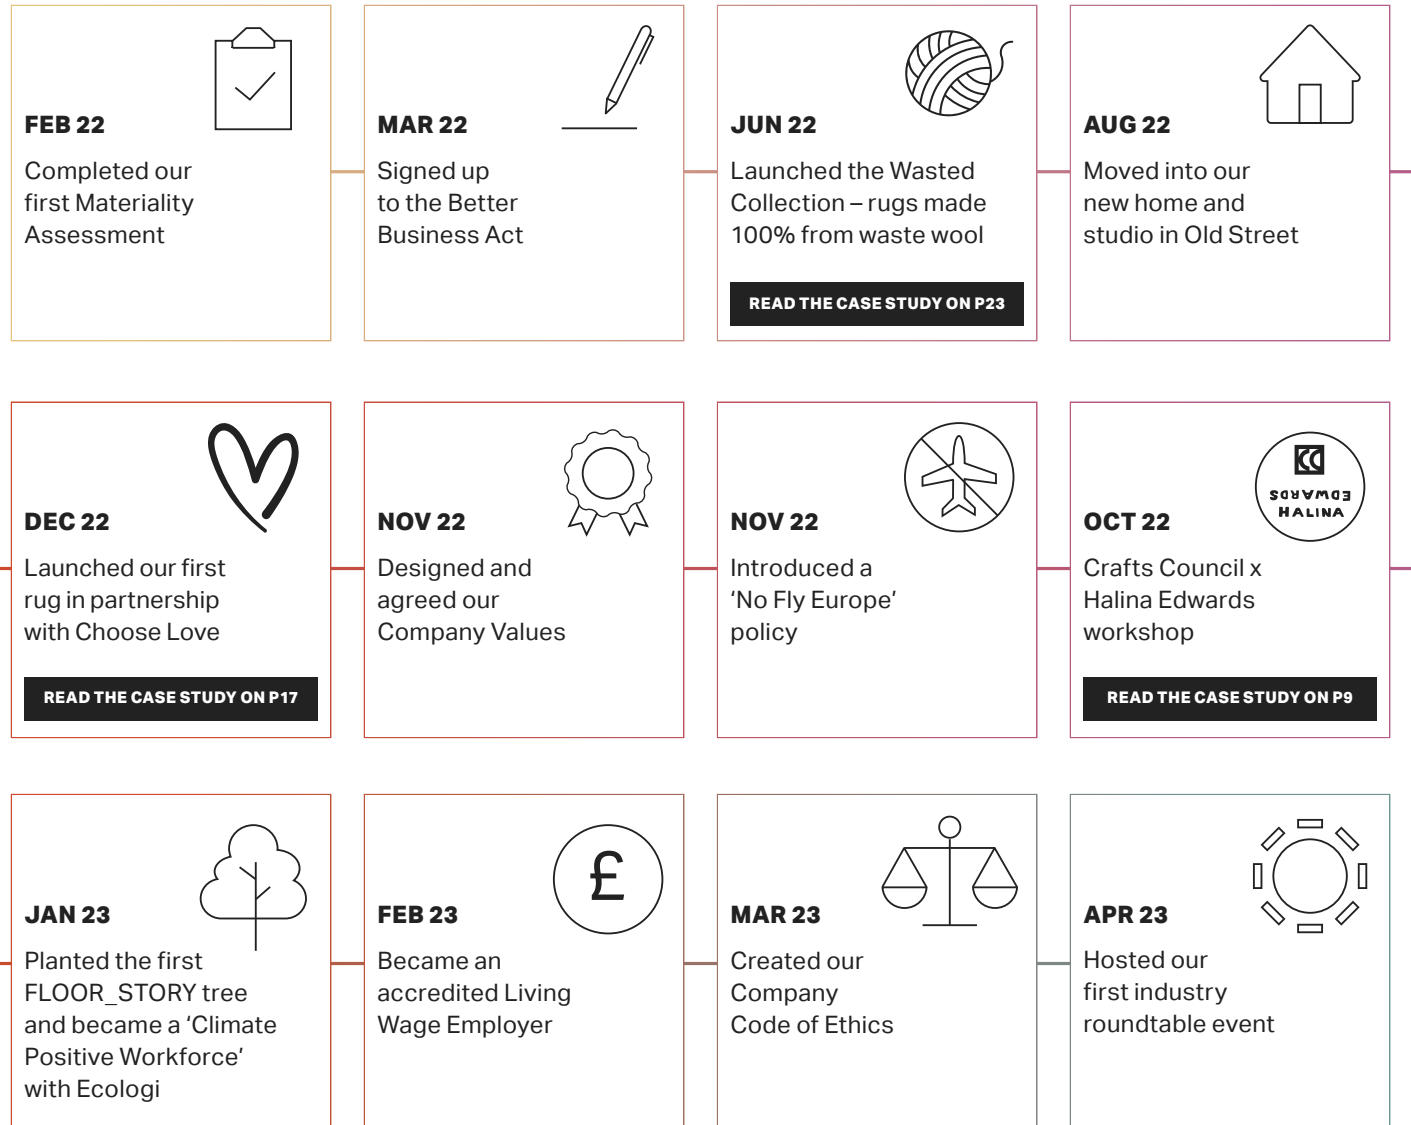 FEB 22
Completed our
first Materiality
Assessment
MAR 22
Signed up
to the Better
Business Act
JUN 22
Launched the Wasted
Collection – rugs made
100% from waste wool
READ THE CASE STUDY ON P23
AUG 22
Moved into our
new home and
studio in Old Street
DEC 22
Launched our first
rug in partnership
with Choose Love
READ THE CASE STUDY ON P17
NOV 22
Designed and
agreed our
Company Values
NOV 22
Introduced a
‘No Fly Europe’
policy
EDWARDS
HALINA
OCT 22
Crafts Council x
Halina Edwards
workshop
READ THE CASE STUDY ON P9
JAN 23
Planted the first
FLOOR_STORY tree
and became a ‘Climate
Positive Workforce’
with Ecologi
£
FEB 23
Became an
accredited Living
Wage Employer
MAR 23
Created our
Company
Code of Ethics
APR 23
Hosted our
first industry
roundtable event